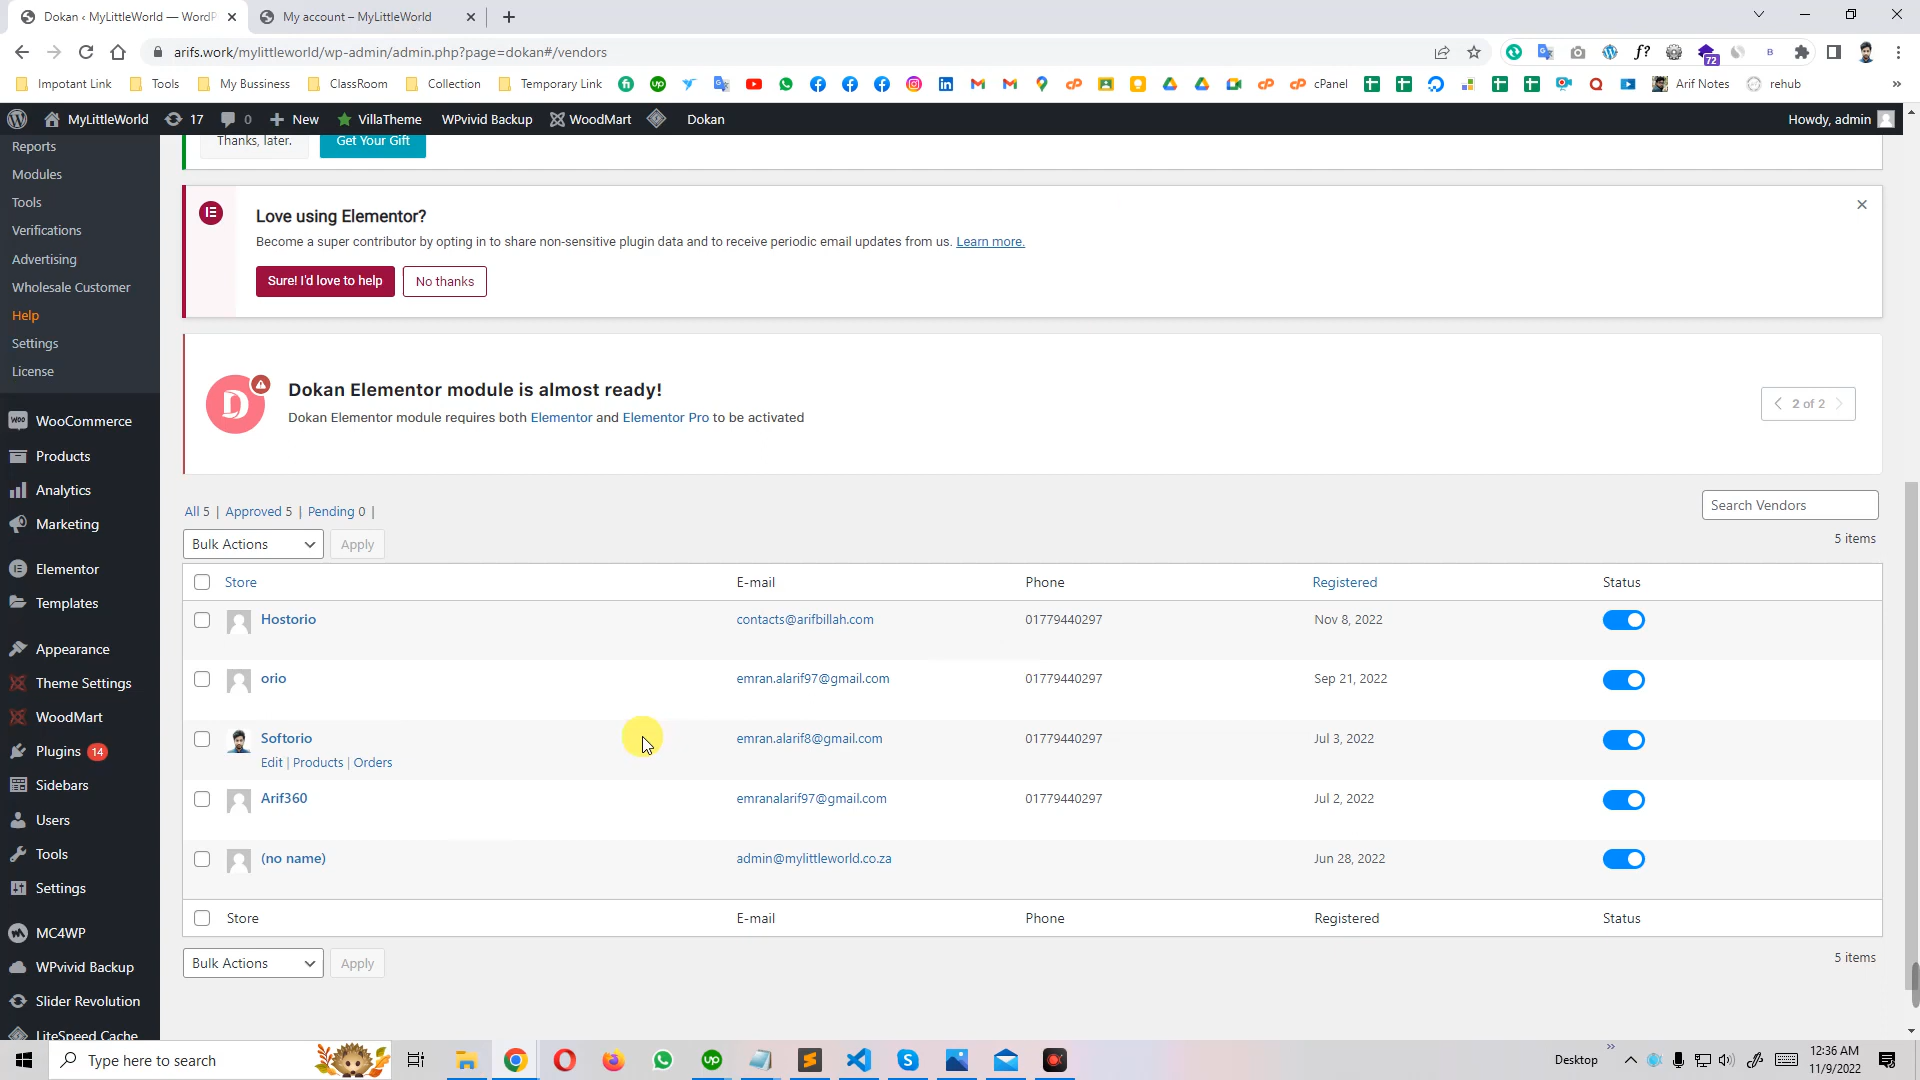 Dokan ‹ MyLittleWorld — WordP
My account – MyLittleWorld
arifs.work/mylittleworld/wp-admin/admin.php?page=dokan#/vendors
72
Impotant Link
Tools
My Bussiness
ClassRoom
Collection
Temporary Link
cPanel
Arif Notes
rehub
MyLittleWorld
17
0
New
VillaTheme
WPvivid Backup
WoodMart
Dokan
Howdy, admin
Reports
Modules
Tools
Verifications
Advertising
Wholesale Customer
Help
Settings
License
WooCommerce
Products
Analytics
Marketing
Elementor
Templates
Appearance
Theme Settings
WoodMart
Plugins 14
Sidebars
Users
Tools
Settings
MC4WP
WPvivid Backup
Slider Revolution
LiteSpeed Cache
Thanks, later.
Get Your Gift
Love using Elementor?
Become a super contributor by opting in to share non-sensitive plugin data and to receive periodic email updates from us. Learn more.
Sure! I'd love to help
No thanks
Dokan Elementor module is almost ready!
Dokan Elementor module requires both Elementor and Elementor Pro to be activated
2 of 2
All 5 | Approved 5 | Pending 0 |
Search Vendors
Bulk Actions
Apply
5 items
Store E-mail Phone Registered Status
Hostorio contacts@arifbillah.com 01779440297 Nov 8, 2022
orio emran.alarif97@gmail.com 01779440297 Sep 21, 2022
Softorio emran.alarif8@gmail.com 01779440297 Jul 3, 2022
Edit | Products | Orders
Arif360 emranalarif97@gmail.com 01779440297 Jul 2, 2022
(no name) admin@mylittleworld.co.za Jun 28, 2022
Store E-mail Phone Registered Status
Bulk Actions
Apply
5 items
Type here to search
Desktop
12:36 AM
11/9/2022